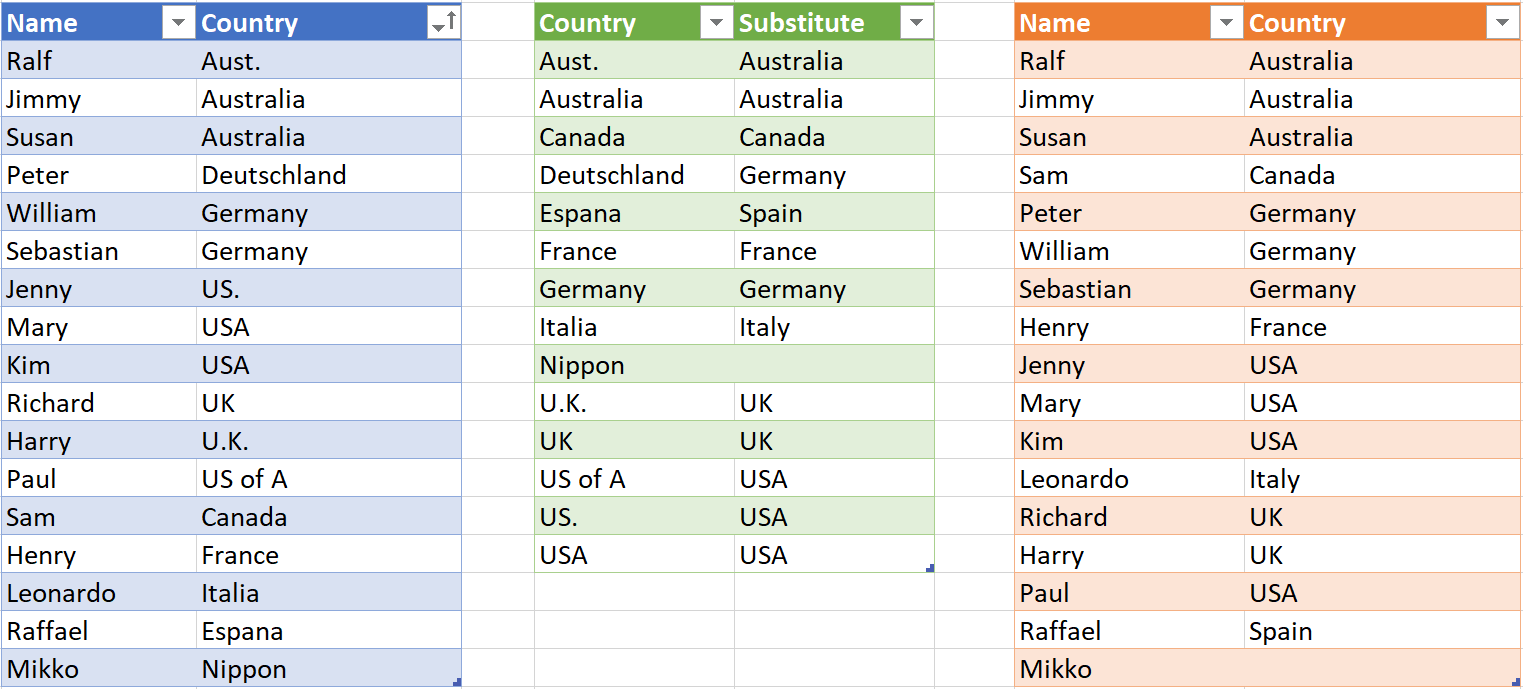 Name Country Country Substitute Name Country
Ralf Aust. Aust. Australia Ralf Australia
Jimmy Australia Australia Australia Jimmy Australia
Susan Australia Canada Canada Susan Australia
Peter Deutschland Deutschland Germany Sam Canada
William Germany Espana Spain Peter Germany
Sebastian Germany France France William Germany
Jenny US. Germany Germany Sebastian Germany
Mary USA Italia Italy Henry France
Kim USA Nippon Jenny USA
Richard UK U.K. UK Mary USA
Harry U.K. UK UK Kim USA
Paul US of A US of A USA Leonardo Italy
Sam Canada US. USA Richard UK
Henry France USA USA Harry UK
Leonardo Italia Paul USA
Raffael Espana Raffael Spain
Mikko Nippon Mikko